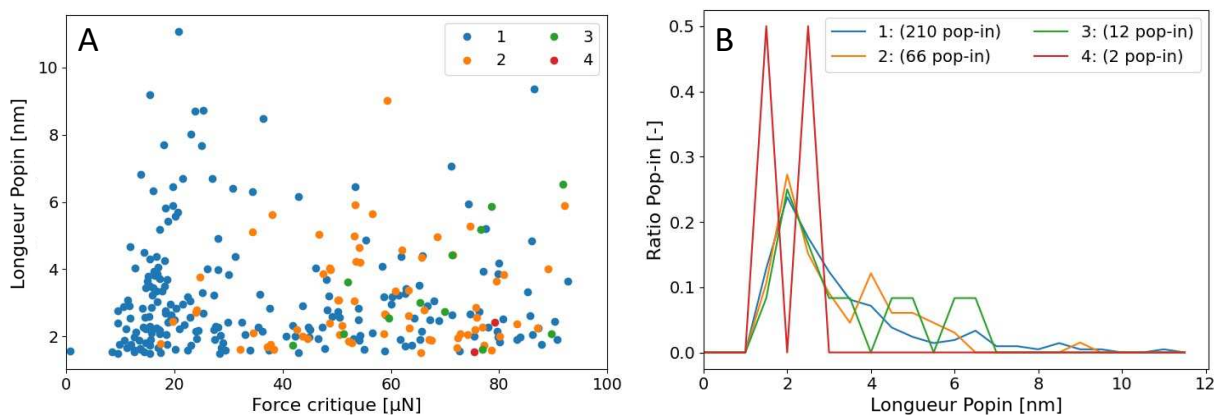 A
1 3
2 4
10
8
6
4
2
Longueur Popin [nm]
0 20 40 60 80 100
Force critique [µN]
B
1: (210 pop-in) 3: (12 pop-in)
2: (66 pop-in) 4: (2 pop-in)
0.5
0.4
0.3
0.2
0.1
0.0
Ratio Pop-in [-]
0 2 4 6 8 10 12
Longueur Popin [nm]